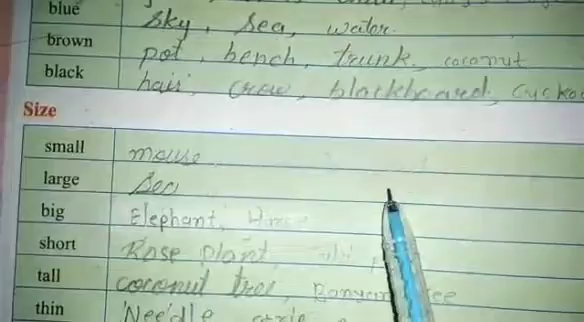 blue sky, sea, water.
brown pot, bench, trunk, coconut
black hair, crow, blackboard, cuckoo
Size
small mouse
large Sea
big Elephant,
short Rose plant
tall coconut tree,
thin Needle